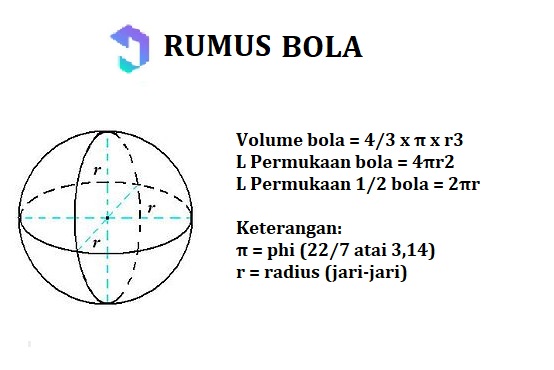 RUMUS BOLA
Volume bola = 4/3 x π x r3
L Permukaan bola = 4πr2
L Permukaan 1/2 bola = 2πr
Keterangan:
π = phi (22/7 atai 3,14)
r = radius (jari-jari)
r
r
r